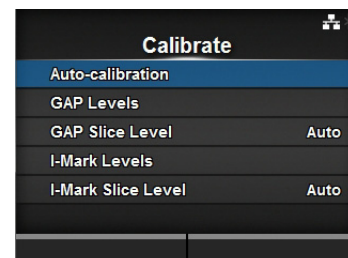 Calibrate
Auto-calibration
GAP Levels
GAP Slice Level Auto
I-Mark Levels
I-Mark Slice Level Auto